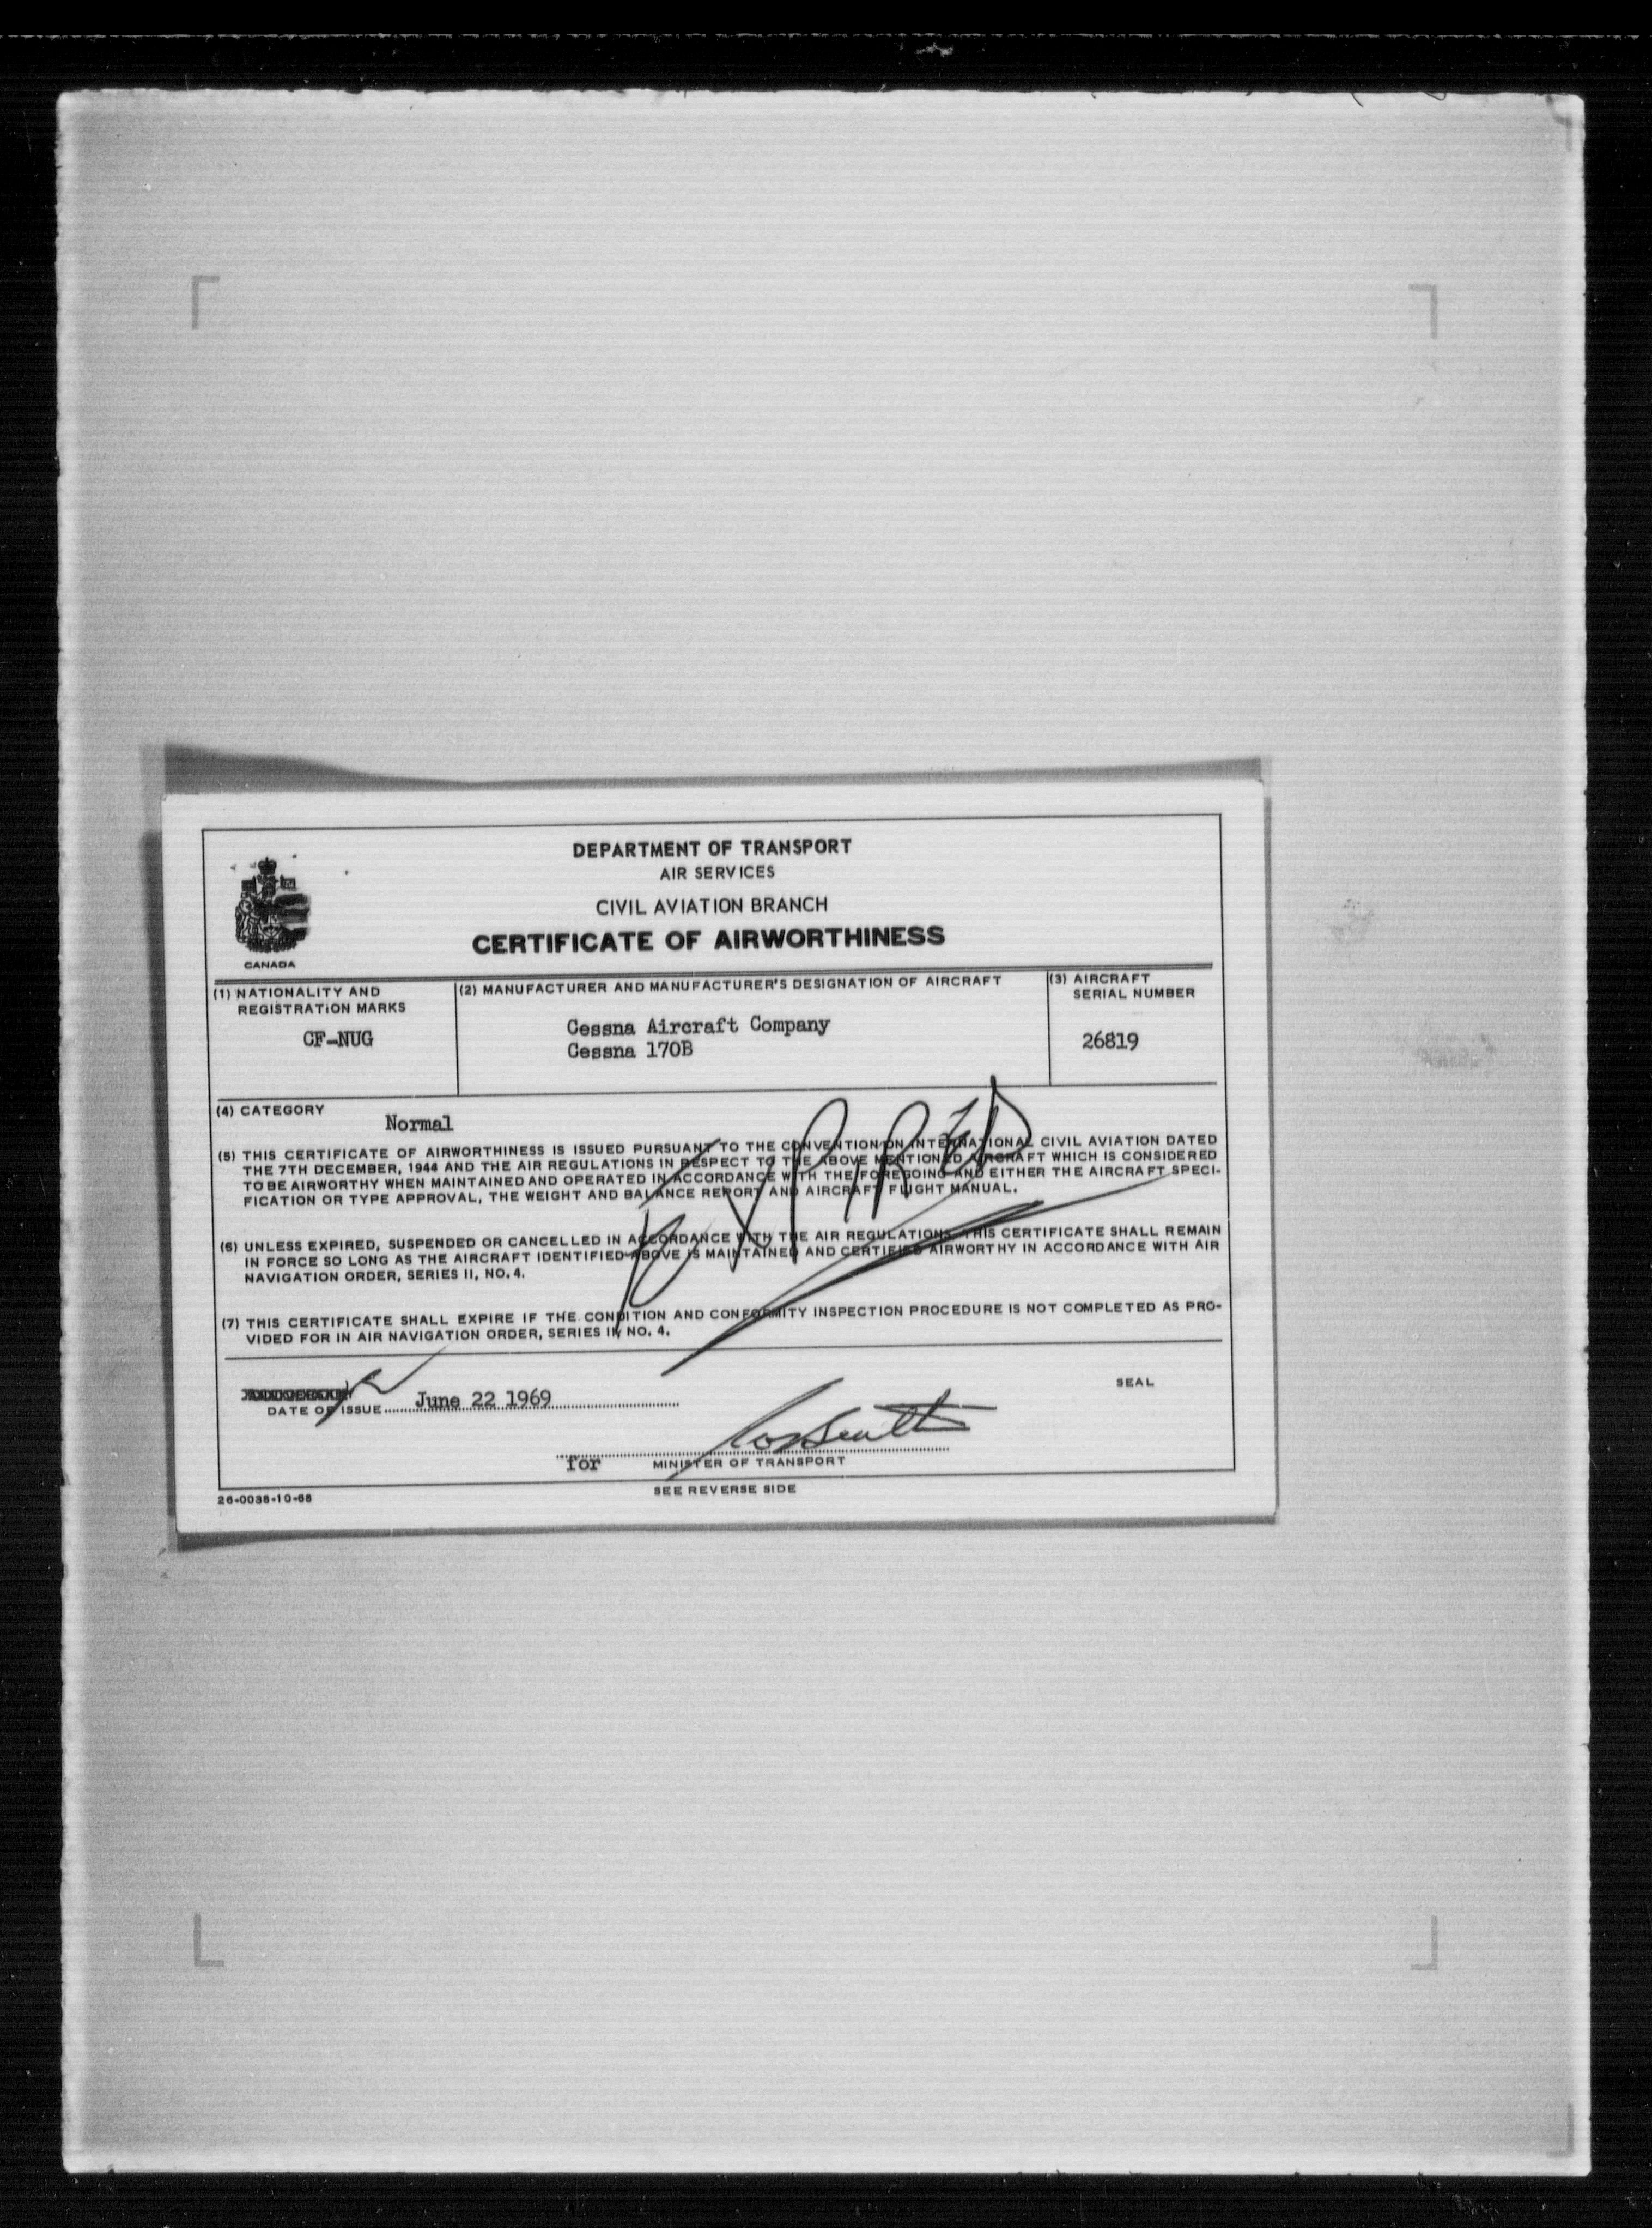 DEPARTMENT OF TRANSPORT
AIR SERVICES
CIVIL AVIATION BRANCH
CERTIFICATE OF AIRWORTHINESS
CANADA
(1) NATIONALITY AND
REGISTRATION MARKS
CF-NUG
(2) MANUFACTURER AND MANUFACTURER'S DESIGNATION OF AIRCRAFT
Cessna Aircraft Company
Cessna 170B
(3) AIRCRAFT
SERIAL NUMBER
26819
(4) CATEGORY
Normal
(5) THIS CERTIFICATE OF AIRWORTHINESS IS ISSUED PURSUANT TO THE CONVENTION ON INTERNATIONAL CIVIL AVIATION DATED
THE 7TH DECEMBER, 1944 AND THE AIR REGULATIONS IN RESPECT TO THE ABOVE MENTIONED AIRCRAFT WHICH IS CONSIDERED
TO BE AIRWORTHY WHEN MAINTAINED AND OPERATED IN ACCORDANCE WITH THE FOREGOING AND EITHER THE AIRCRAFT SPECI-
FICATION OR TYPE APPROVAL, THE WEIGHT AND BALANCE REPORT AND AIRCRAFT FLIGHT MANUAL.
EXPIRED
(6) UNLESS EXPIRED, SUSPENDED OR CANCELLED IN ACCORDANCE WITH THE AIR REGULATIONS, THIS CERTIFICATE SHALL REMAIN
IN FORCE SO LONG AS THE AIRCRAFT IDENTIFIED ABOVE IS MAINTAINED AND CERTIFIED AIRWORTHY IN ACCORDANCE WITH AIR
NAVIGATION ORDER, SERIES II, NO. 4.
(7) THIS CERTIFICATE SHALL EXPIRE IF THE CONDITION AND CONFORMITY INSPECTION PROCEDURE IS NOT COMPLETED AS PRO-
VIDED FOR IN AIR NAVIGATION ORDER, SERIES II, NO. 4.
DATE OF ISSUE June 22 1969
SEAL
for MINISTER OF TRANSPORT
26-0038-10-68
SEE REVERSE SIDE